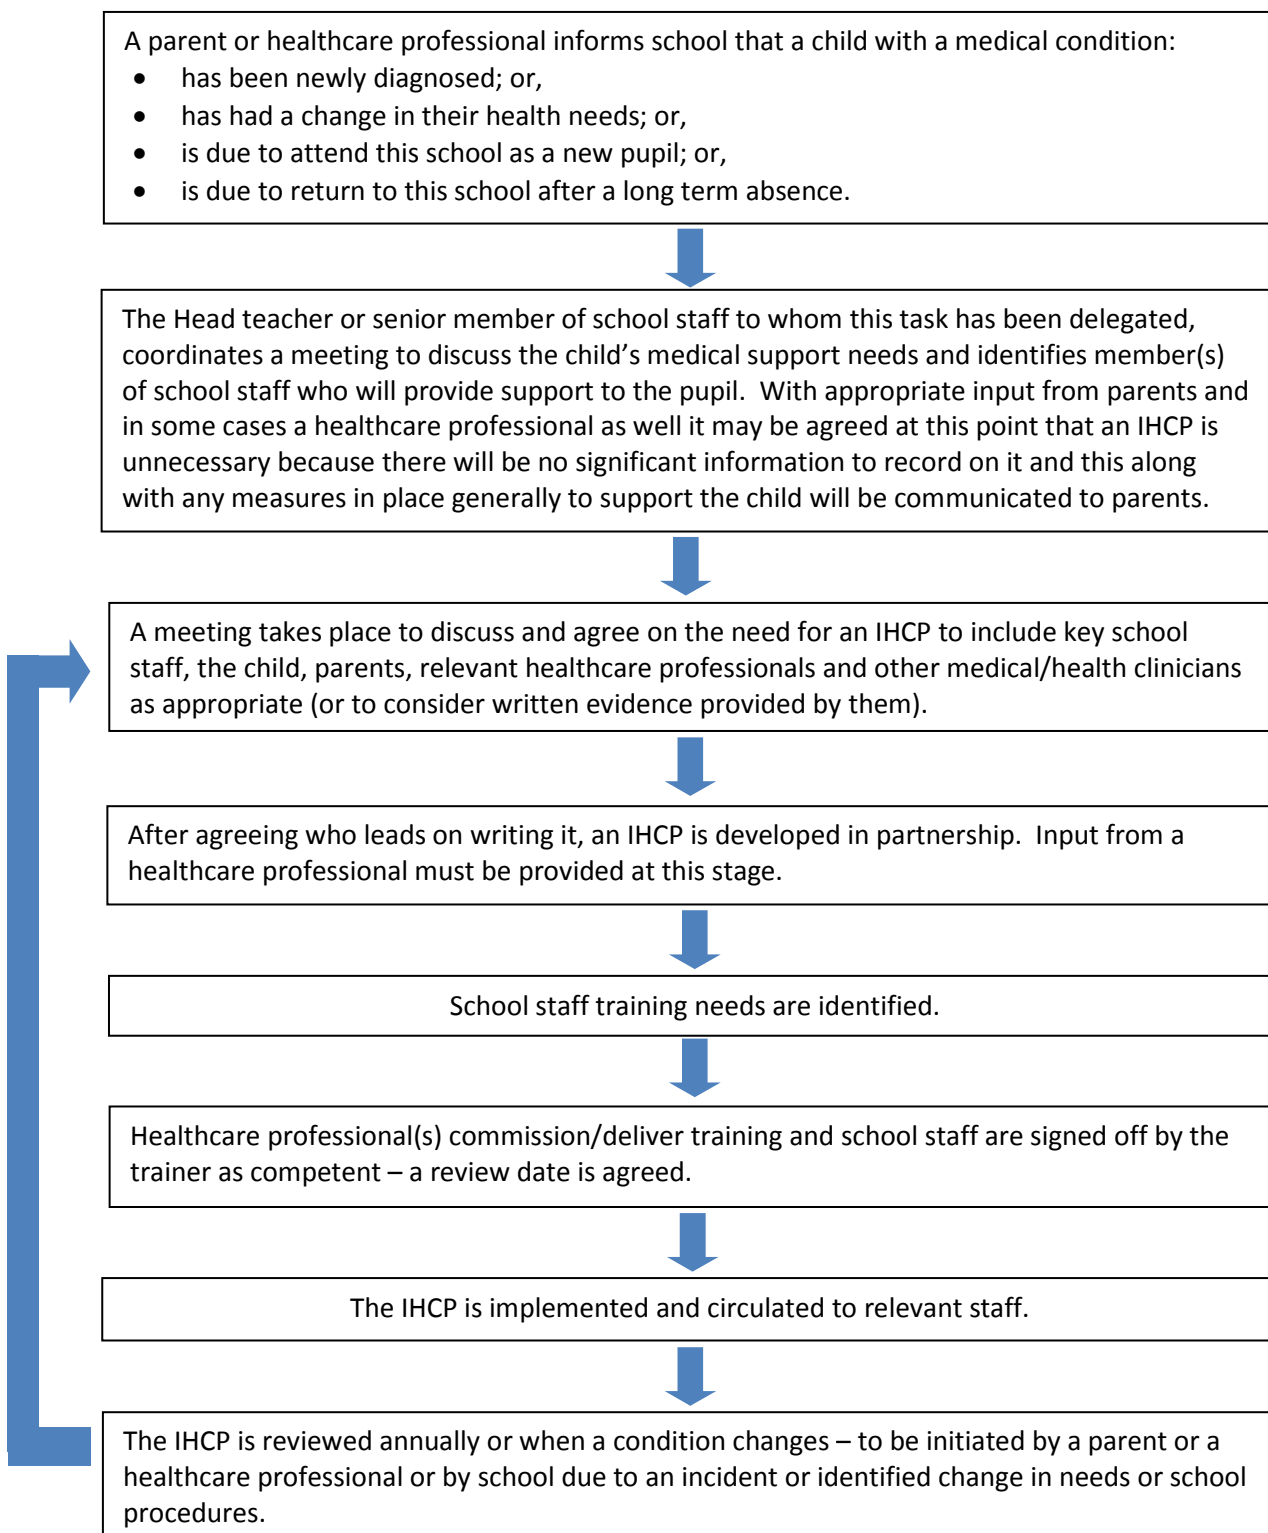 A parent or healthcare professional informs school that a child with a medical condition:
• has been newly diagnosed; or,
• has had a change in their health needs; or,
• is due to attend this school as a new pupil; or,
• is due to return to this school after a long term absence.
The Head teacher or senior member of school staff to whom this task has been delegated,
coordinates a meeting to discuss the child’s medical support needs and identifies member(s)
of school staff who will provide support to the pupil.  With appropriate input from parents and
in some cases a healthcare professional as well it may be agreed at this point that an IHCP is
unnecessary because there will be no significant information to record on it and this along
with any measures in place generally to support the child will be communicated to parents.
A meeting takes place to discuss and agree on the need for an IHCP to include key school
staff, the child, parents, relevant healthcare professionals and other medical/health clinicians
as appropriate (or to consider written evidence provided by them).
After agreeing who leads on writing it, an IHCP is developed in partnership.  Input from a
healthcare professional must be provided at this stage.
School staff training needs are identified.
Healthcare professional(s) commission/deliver training and school staff are signed off by the
trainer as competent – a review date is agreed.
The IHCP is implemented and circulated to relevant staff.
The IHCP is reviewed annually or when a condition changes – to be initiated by a parent or a
healthcare professional or by school due to an incident or identified change in needs or school
procedures.